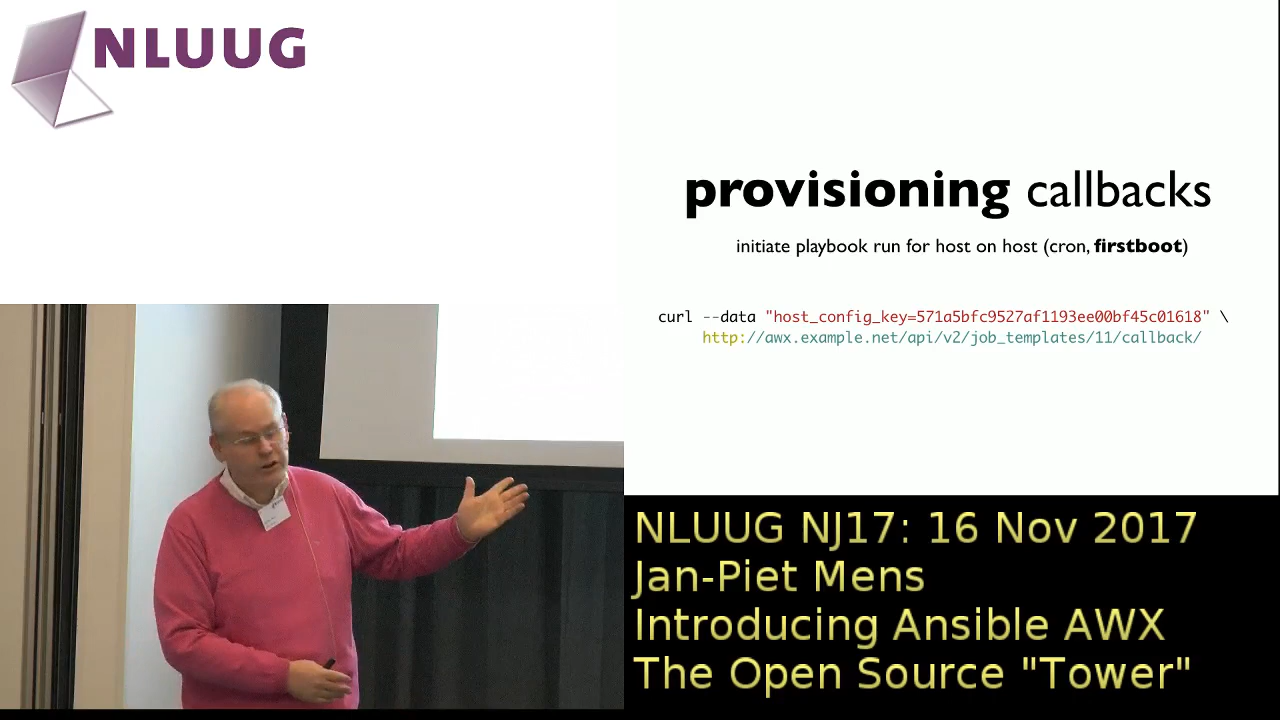 NLUUG
provisioning callbacks
initiate playbook run for host on host (cron, firstboot)
curl --data "host_config_key=571a5bfc9527af1193ee00bf45c01618" \
http://awx.example.net/api/v2/job_templates/11/callback/
NLUUG NJ17: 16 Nov 2017
Jan-Piet Mens
Introducing Ansible AWX
The Open Source "Tower"